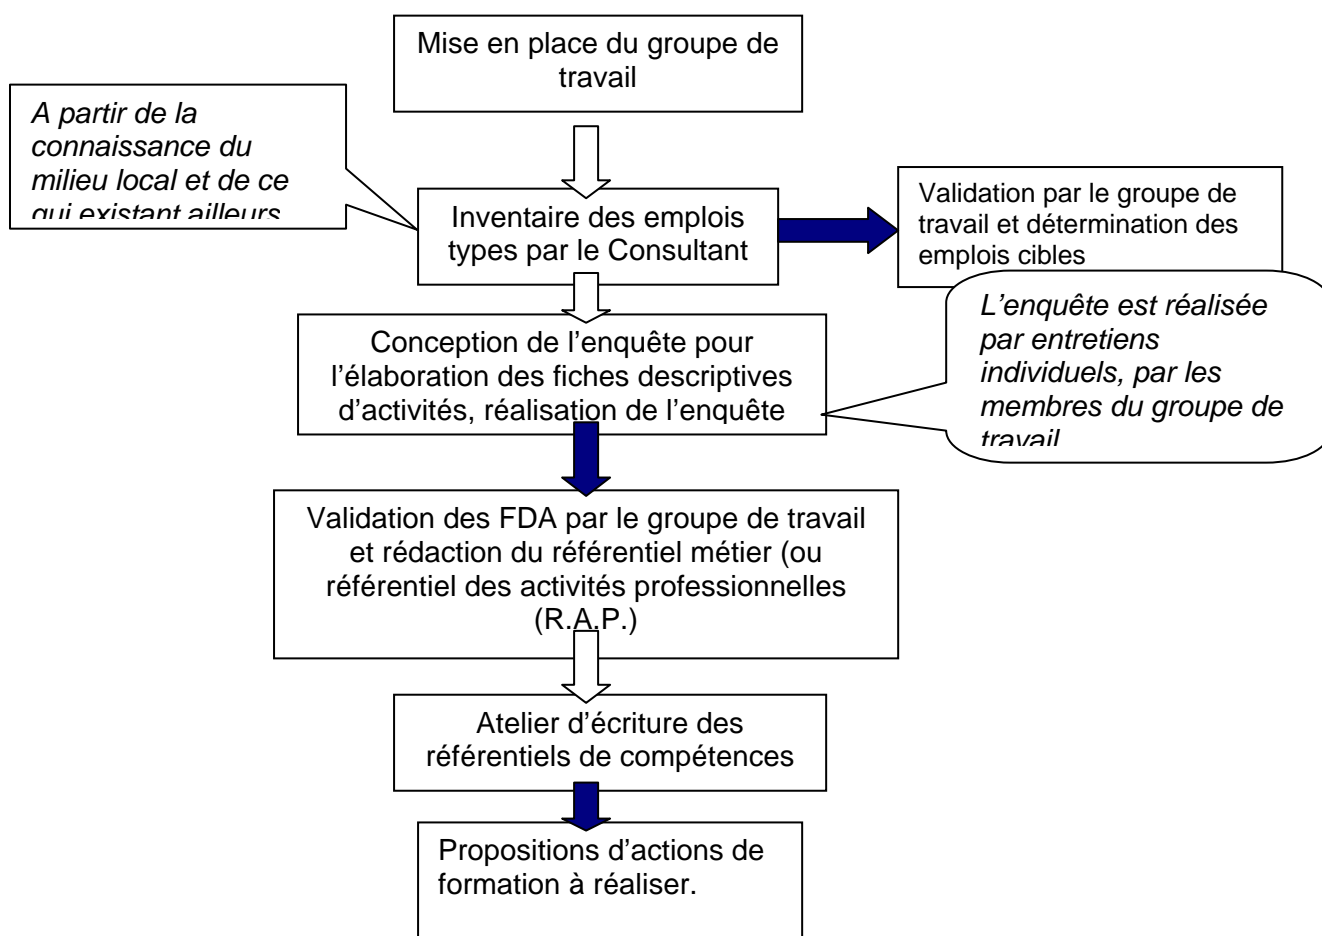 Mise en place du groupe de
travail
A partir de la
connaissance du
milieu local et de ce
qui existant ailleurs
Inventaire des emplois
types par le Consultant
Validation par le groupe de
travail et détermination des
emplois cibles
L’enquête est réalisée
par entretiens
individuels, par les
membres du groupe de
travail
Conception de l’enquête pour
l’élaboration des fiches descriptives
d’activités, réalisation de l’enquête
Validation des FDA par le groupe de travail
et rédaction du référentiel métier (ou
référentiel des activités professionnelles
(R.A.P.)
Atelier d’écriture des
référentiels de compétences
Propositions d’actions de
formation à réaliser.